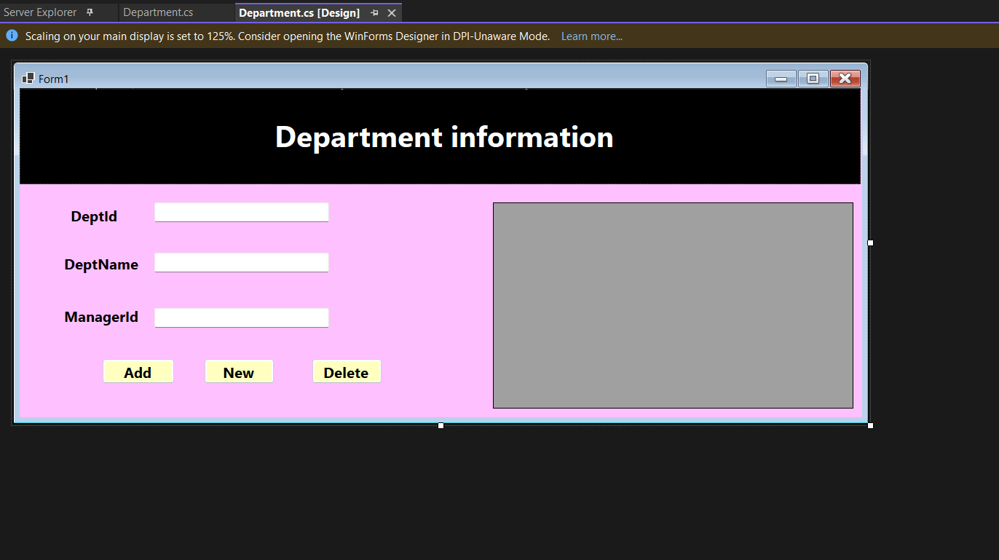 Server Explorer Department.cs Department.cs [Design]
Scaling on your main display is set to 125%. Consider opening the WinForms Designer in DPI-Unaware Mode. Learn more...
Form1
Department information
DeptId
DeptName
ManagerId
Add New Delete